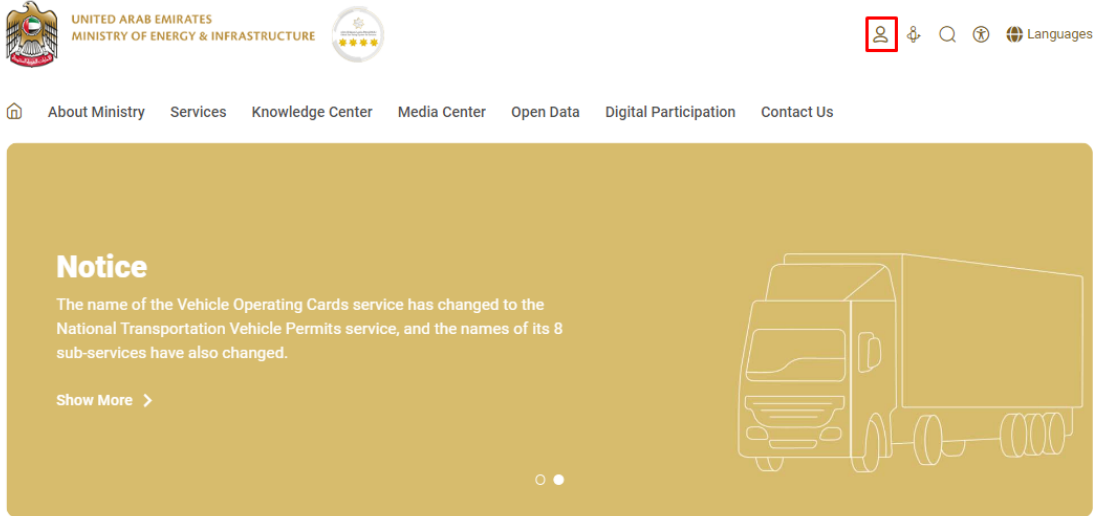 UNITED ARAB EMIRATES
MINISTRY OF ENERGY & INFRASTRUCTURE
Languages
About Ministry Services Knowledge Center Media Center Open Data Digital Participation Contact Us
Notice
The name of the Vehicle Operating Cards service has changed to the
National Transportation Vehicle Permits service, and the names of its 8
sub-services have also changed.
Show More